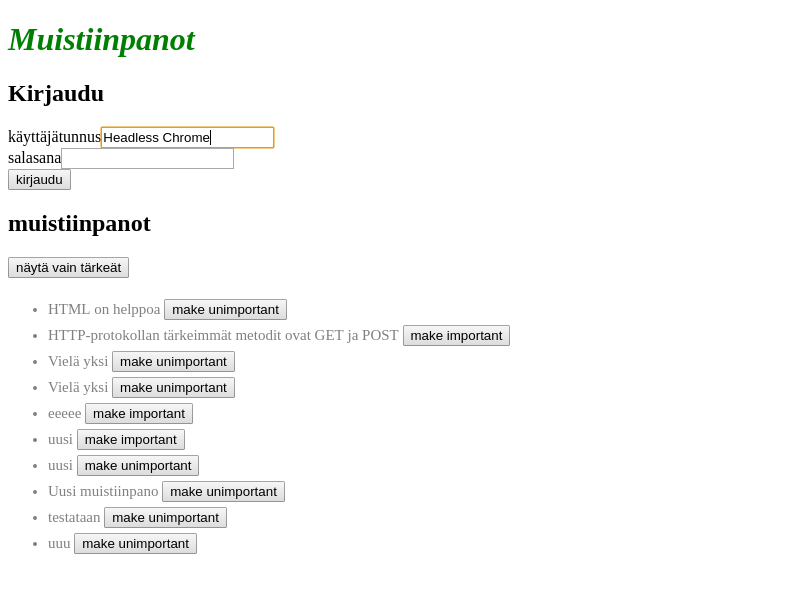 Muistiinpanot
Kirjaudu
käyttäjätunnus Headless Chrome
salasana
kirjaudu
muistiinpanot
näytä vain tärkeät
HTML on helppoa make unimportant
HTTP-protokollan tärkeimmät metodit ovat GET ja POST make important
Vielä yksi make unimportant
Vielä yksi make unimportant
eeeee make important
uusi make important
uusi make unimportant
Uusi muistiinpano make unimportant
testataan make unimportant
uuu make unimportant